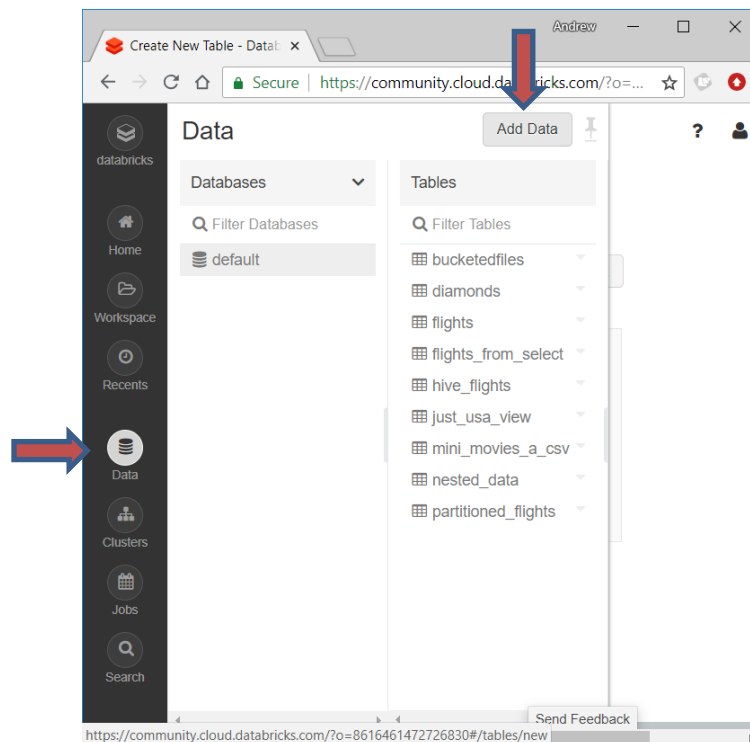 Andrew
Create New Table - Datab
Secure https://community.cloud.databricks.com/?o=...
databricks
Home
Workspace
Recents
Data
Clusters
Jobs
Search
Data
Add Data
?
Databases
Filter Databases
default
Tables
Filter Tables
bucketedfiles
diamonds
flights
flights_from_select
hive_flights
just_usa_view
mini_movies_a_csv
nested_data
partitioned_flights
Send Feedback
https://community.cloud.databricks.com/?o=8616461472726830#/tables/new